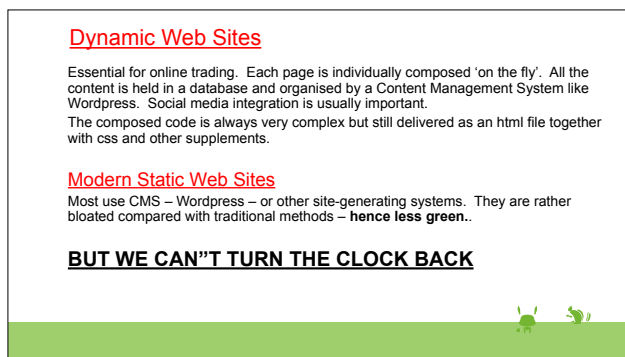 Dynamic Web Sites
Essential for online trading.  Each page is individually composed ‘on the fly’.  All the
content is held in a database and organised by a Content Management System like
Wordpress.  Social media integration is usually important.
The composed code is always very complex but still delivered as an html file together
with css and other supplements.
Modern Static Web Sites
Most use CMS – Wordpress – or other site-generating systems.  They are rather
bloated compared with traditional methods – hence less green..
BUT WE CAN”T TURN THE CLOCK BACK